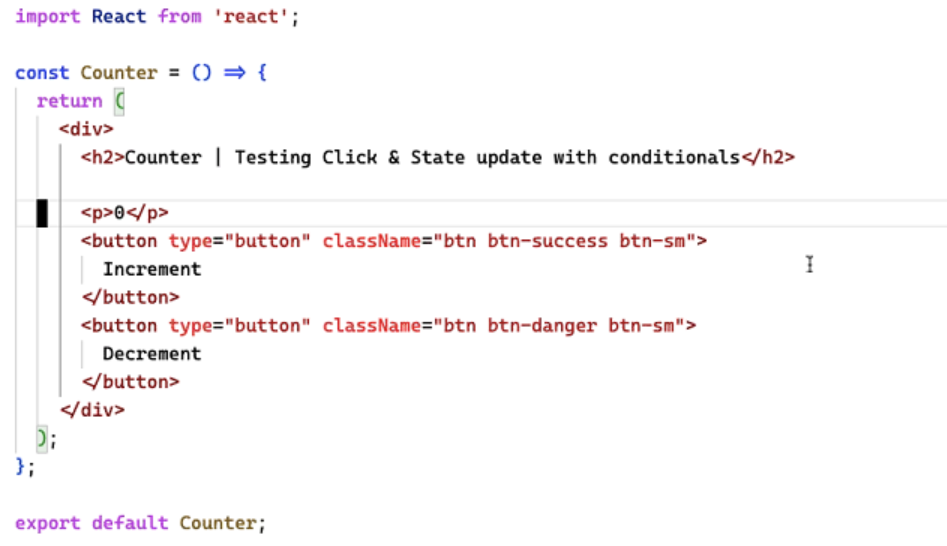 import React from 'react';
const Counter = () => {
return (
<div>
<h2>Counter | Testing Click & State update with conditionals</h2>
<p>0</p>
<button type="button" className="btn btn-success btn-sm">
Increment
</button>
<button type="button" className="btn btn-danger btn-sm">
Decrement
</button>
</div>
);
};
export default Counter;